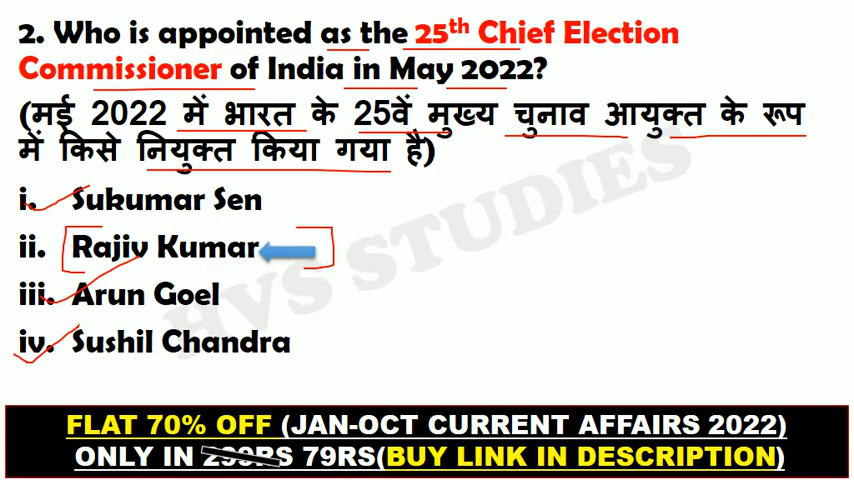 2. Who is appointed as the 25th Chief Election
Commissioner of India in May 2022?
(मई 2022 में भारत के 25वें मुख्य चुनाव आयुक्त के रूप
में किसे नियुक्त किया गया है)
i. Sukumar Sen
ii. Rajiv Kumar
iii. Arun Goel
iv. Sushil Chandra
HVS STUDIES
FLAT 70% OFF (JAN-OCT CURRENT AFFAIRS 2022)
ONLY IN 299RS 79RS(BUY LINK IN DESCRIPTION)